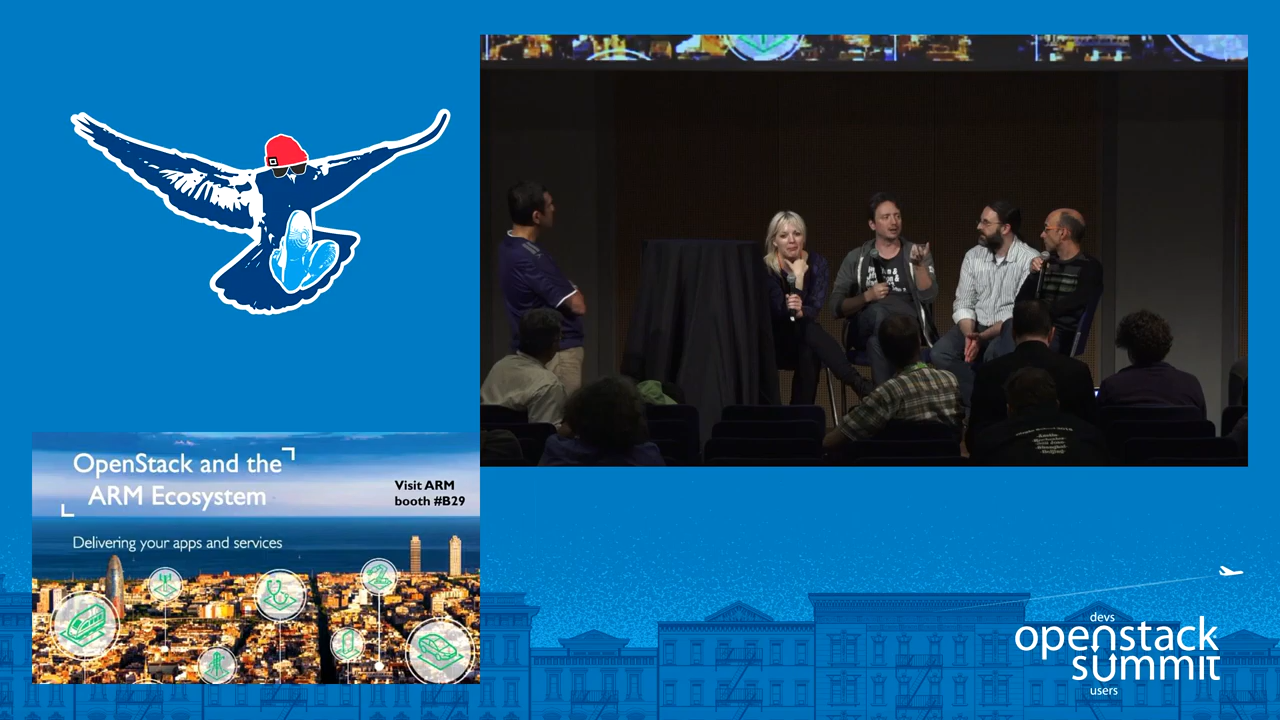 OpenStack and the
ARM Ecosystem
Visit ARM
booth #B29
Delivering your apps and services
devs
openstack
summit
users